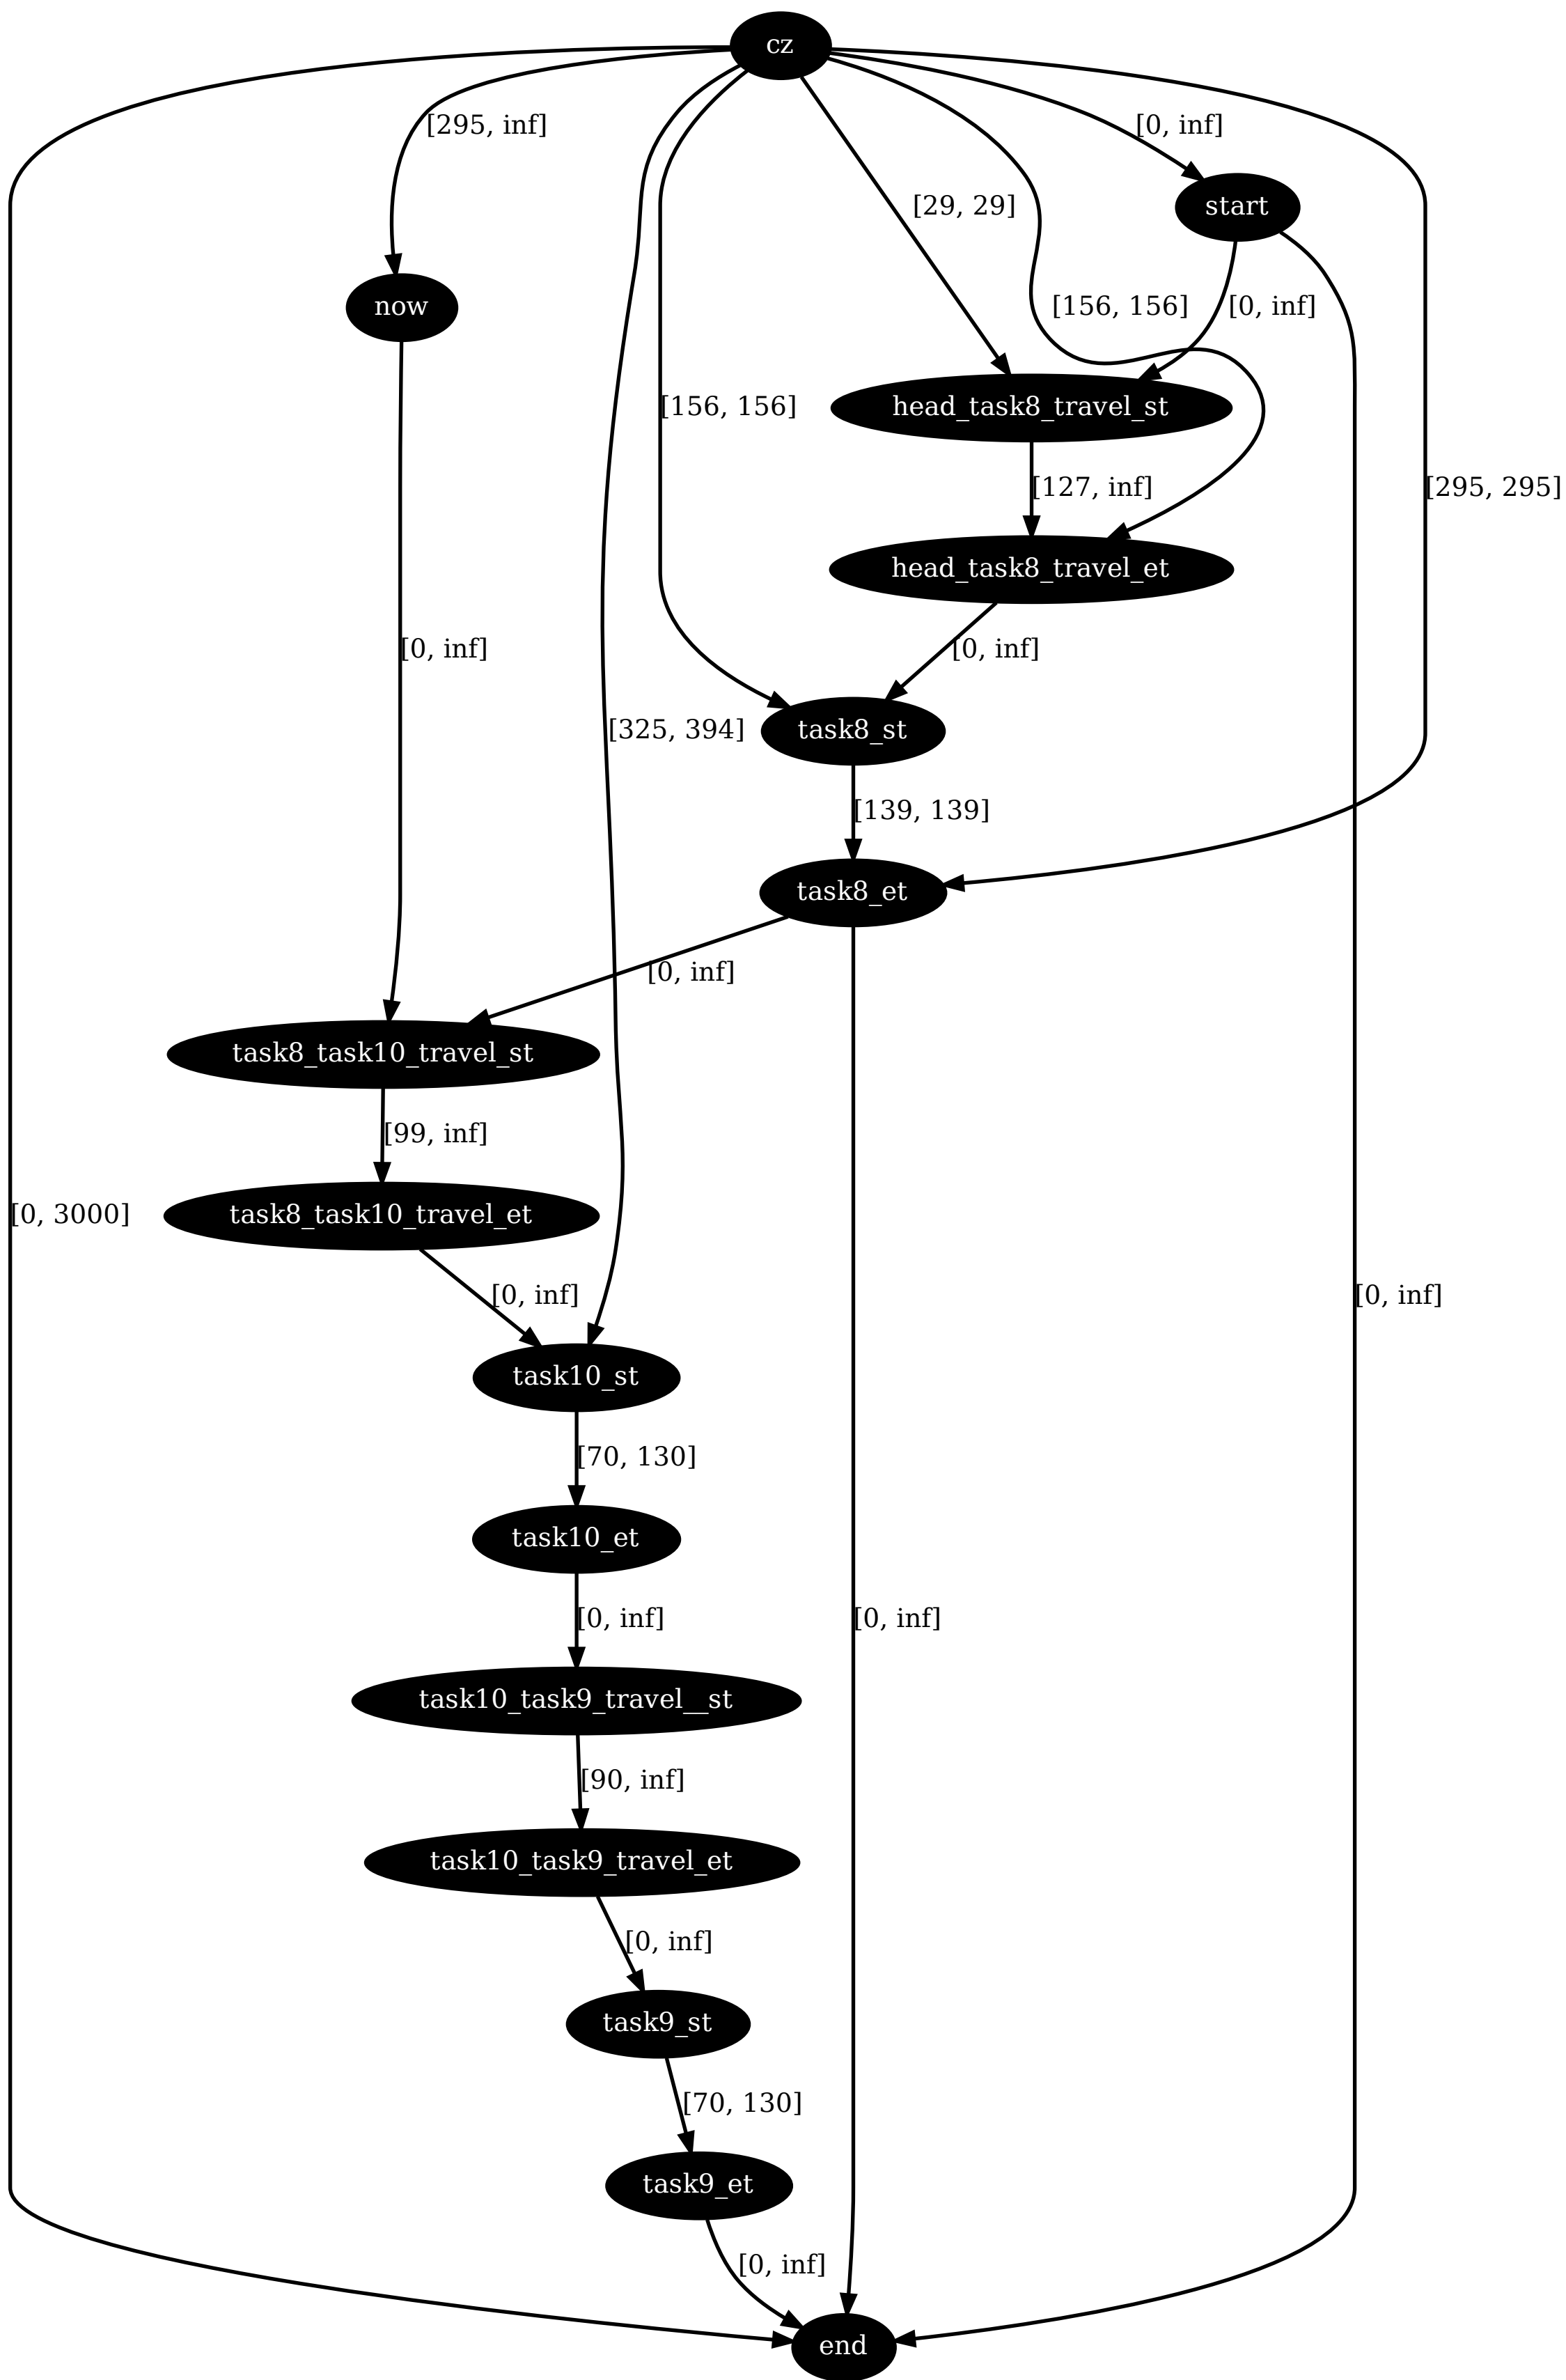 cz
[295, inf]
[0, inf]
[29, 29]
start
now
[156, 156]
[0, inf]
[156, 156]
head_task8_travel_st
[127, inf]
[295, 295]
head_task8_travel_et
[0, inf]
[0, inf]
[325, 394]
task8_st
[139, 139]
task8_et
[0, inf]
task8_task10_travel_st
[99, inf]
[0, 3000]
task8_task10_travel_et
[0, inf]
[0, inf]
task10_st
[70, 130]
task10_et
[0, inf]
[0, inf]
task10_task9_travel__st
[90, inf]
task10_task9_travel_et
[0, inf]
task9_st
[70, 130]
task9_et
[0, inf]
end